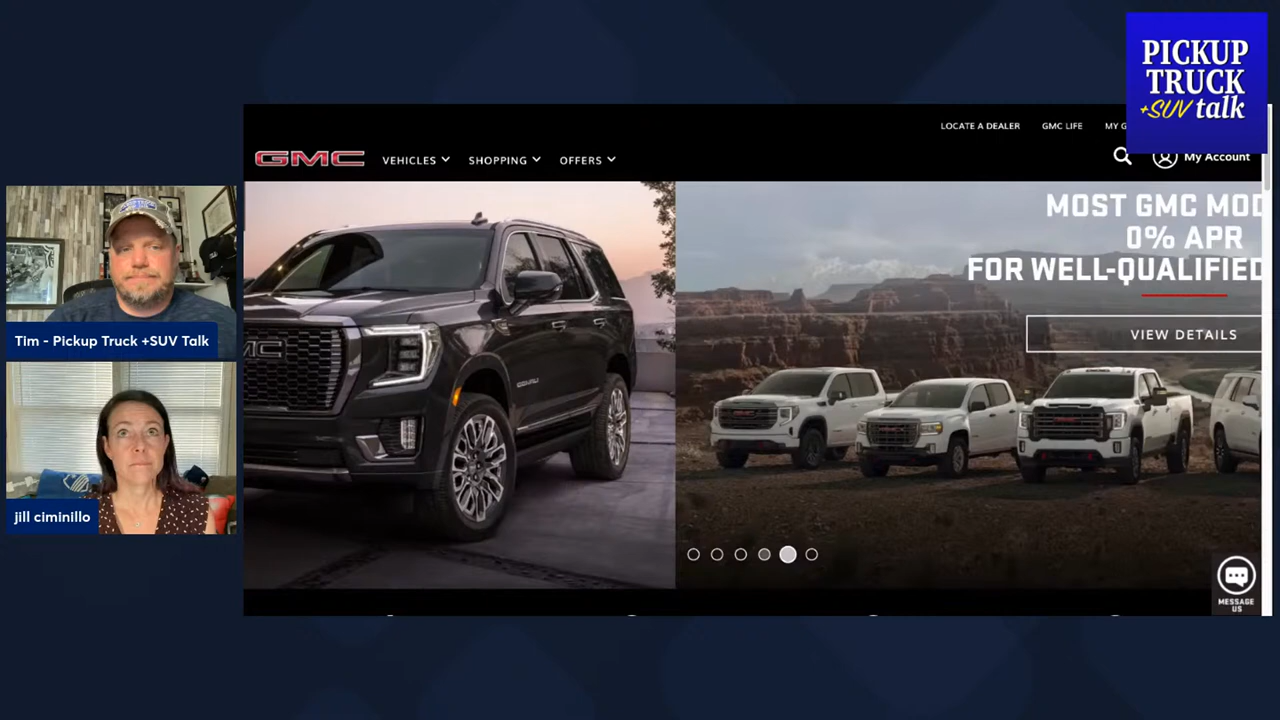 PICKUP
TRUCK
+SUV talk
LOCATE A DEALER GMC LIFE MY G
GMC VEHICLES SHOPPING OFFERS My Account
MOST GMC MOD
0% APR
FOR WELL-QUALIFIED
VIEW DETAILS
Tim - Pickup Truck +SUV Talk
jill ciminillo
MESSAGE
US